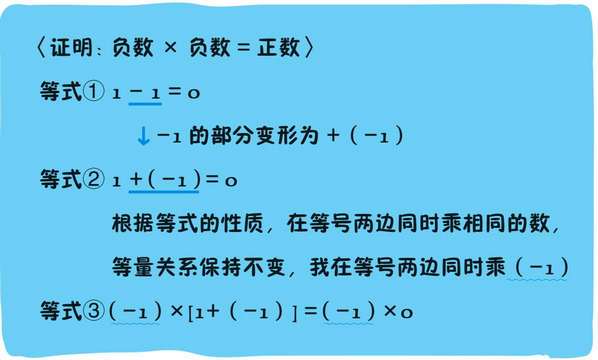 〈证明：负数 × 负数 = 正数〉
等式① 1 - 1 = 0
↓ -1 的部分变形为 + (-1)
等式② 1 +(-1)= 0
根据等式的性质，在等号两边同时乘相同的数，
等量关系保持不变，我在等号两边同时乘 (-1)
等式③(-1)×[1+ (-1) ] =(-1)×0